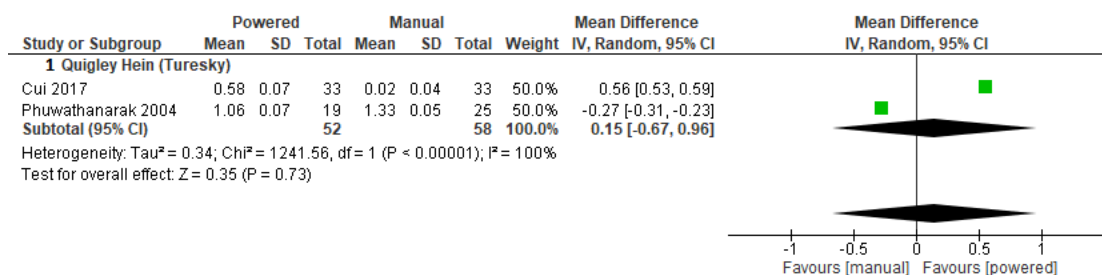 Powered Manual Mean Difference Mean Difference
Study or Subgroup Mean SD Total Mean SD Total Weight IV, Random, 95% CI IV, Random, 95% CI
1 Quigley Hein (Turesky)
Cui 2017 0.58 0.07 33 0.02 0.04 33 50.0% 0.56 [0.53, 0.59]
Phuwathanarak 2004 1.06 0.07 19 1.33 0.05 25 50.0% -0.27 [-0.31, -0.23]
Subtotal (95% CI) 52 58 100.0% 0.15 [-0.67, 0.96]
Heterogeneity: Tau² = 0.34; Chi² = 1241.56, df = 1 (P < 0.00001); I² = 100%
Test for overall effect: Z = 0.35 (P = 0.73)
-1 -0.5 0 0.5 1
Favours [manual] Favours [powered]